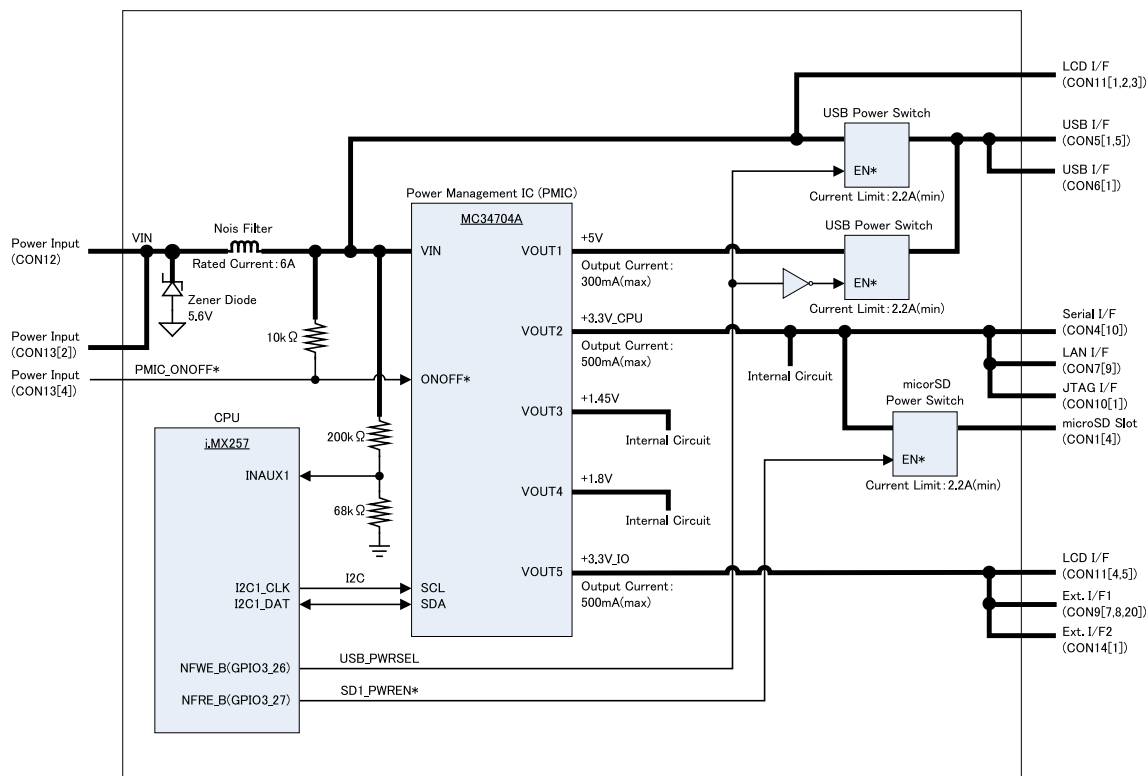 LCD I/F
(CON11[1,2,3])
USB Power Switch
USB I/F
(CON5[1,5])
EN*
USB I/F
(CON6[1])
Current Limit:2.2A(min)
Power Management IC (PMIC)
MC34704A
USB Power Switch
Nois Filter
Power Input
(CON12)
VIN
VIN
VOUT1
+5V
Rated Current:6A
Output Current:
300mA(max)
Zener Diode
5.6V
EN*
Current Limit:2.2A(min)
VOUT2
+3.3V_CPU
Output Current:
500mA(max)
Serial I/F
(CON4[10])
Power Input
(CON13[2])
10kΩ
Internal Circuit
LAN I/F
(CON7[9])
Power Input
(CON13[4])
PMIC_ONOFF*
ONOFF*
micorSD
Power Switch
JTAG I/F
(CON10[1])
VOUT3
+1.45V
Internal Circuit
microSD Slot
(CON1[4])
CPU
i.MX257
200kΩ
EN*
Current Limit:2.2A(min)
INAUX1
VOUT4
+1.8V
Internal Circuit
68kΩ
VOUT5
+3.3V_IO
Output Current:
500mA(max)
LCD I/F
(CON11[4,5])
I2C1_CLK
I2C
SCL
I2C1_DAT
SDA
Ext. I/F1
(CON9[7,8,20])
Ext. I/F2
(CON14[1])
NFWE_B(GPIO3_26)
USB_PWRSEL
NFRE_B(GPIO3_27)
SD1_PWREN*